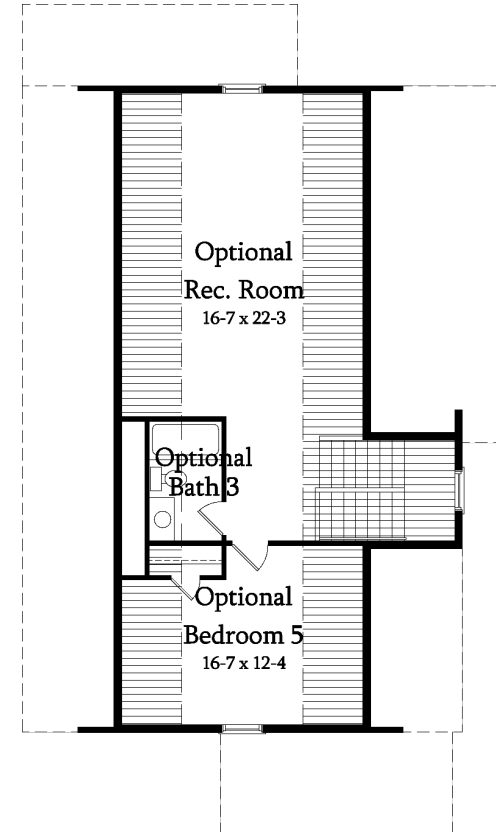 Optional
Rec. Room
16-7 x 22-3
Optional
Bath 3
Optional
Bedroom 5
16-7 x 12-4